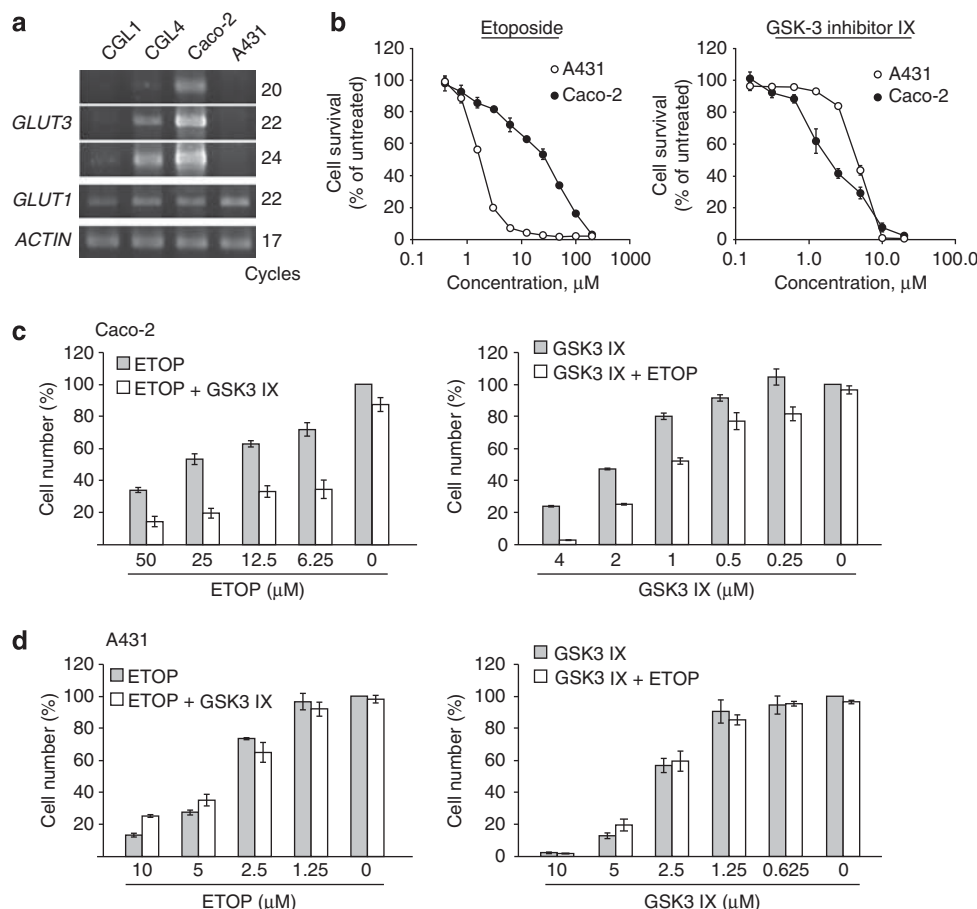 a
CGL1 CGL4 Caco-2 A431
20
GLUT3 22
24
GLUT1 22
ACTIN 17
Cycles
b
Etoposide
A431
Caco-2
Cell survival
(% of untreated)
120
100
80
60
40
20
0
0.1 1 10 100 1000
Concentration, μM
GSK-3 inhibitor IX
A431
Caco-2
Cell survival
(% of untreated)
120
100
80
60
40
20
0
0.1 1.0 10.0 100.0
Concentration, μM
c
Caco-2
ETOP
ETOP + GSK3 IX
Cell number (%)
120
100
80
60
40
20
50 25 12.5 6.25 0
ETOP (μM)
GSK3 IX
GSK3 IX + ETOP
Cell number (%)
120
100
80
60
40
20
4 2 1 0.5 0.25 0
GSK3 IX (μM)
d
A431
ETOP
ETOP + GSK3 IX
Cell number (%)
120
100
80
60
40
20
10 5 2.5 1.25 0
ETOP (μM)
GSK3 IX
GSK3 IX + ETOP
Cell number (%)
120
100
80
60
40
20
10 5 2.5 1.25 0.625 0
GSK3 IX (μM)